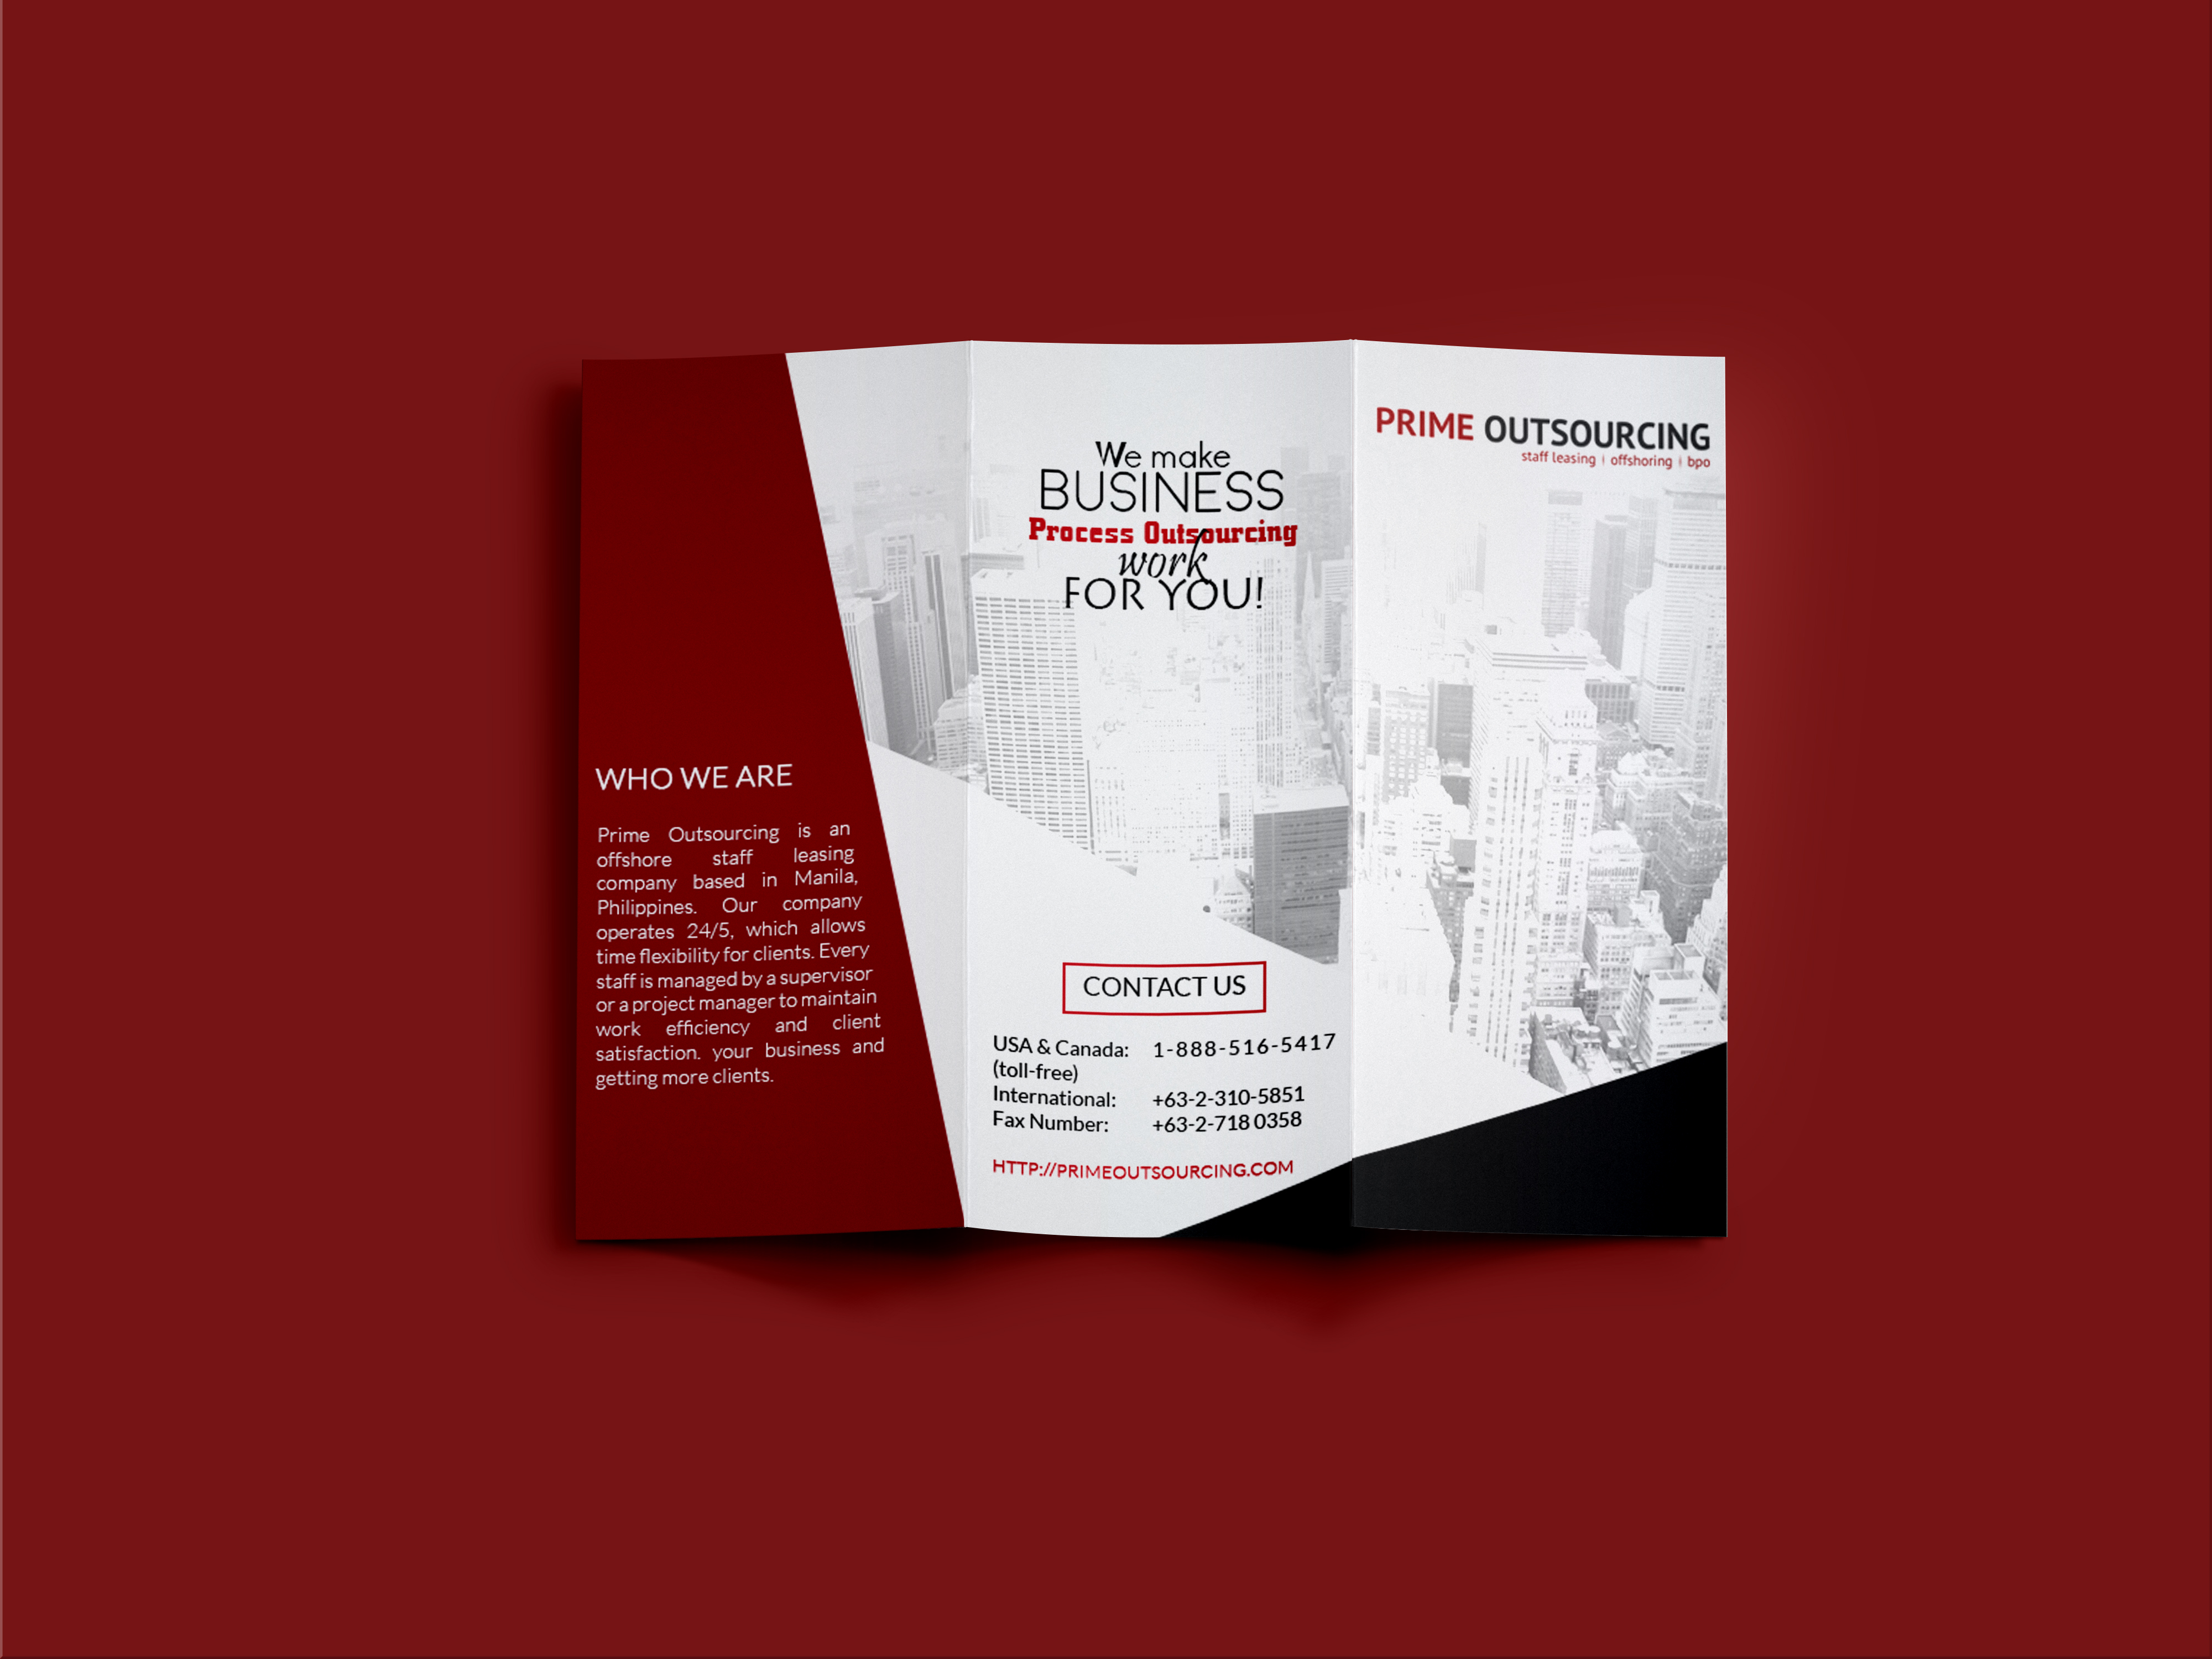 WHO WE ARE
Prime Outsourcing is an
offshore staff leasing
company based in Manila,
Philippines. Our company
operates 24/5, which allows
time flexibility for clients. Every
staff is managed by a supervisor
or a project manager to maintain
work efficiency and client
satisfaction. your business and
getting more clients.
We make
BUSINESS
Process Outsourcing
work
FOR YOU!
CONTACT US
USA & Canada: 1-888-516-5417
(toll-free)
International: +63-2-310-5851
Fax Number: +63-2-718 0358
HTTP://PRIMEOUTSOURCING.COM
PRIME OUTSOURCING
staff leasing | offshoring | bpo